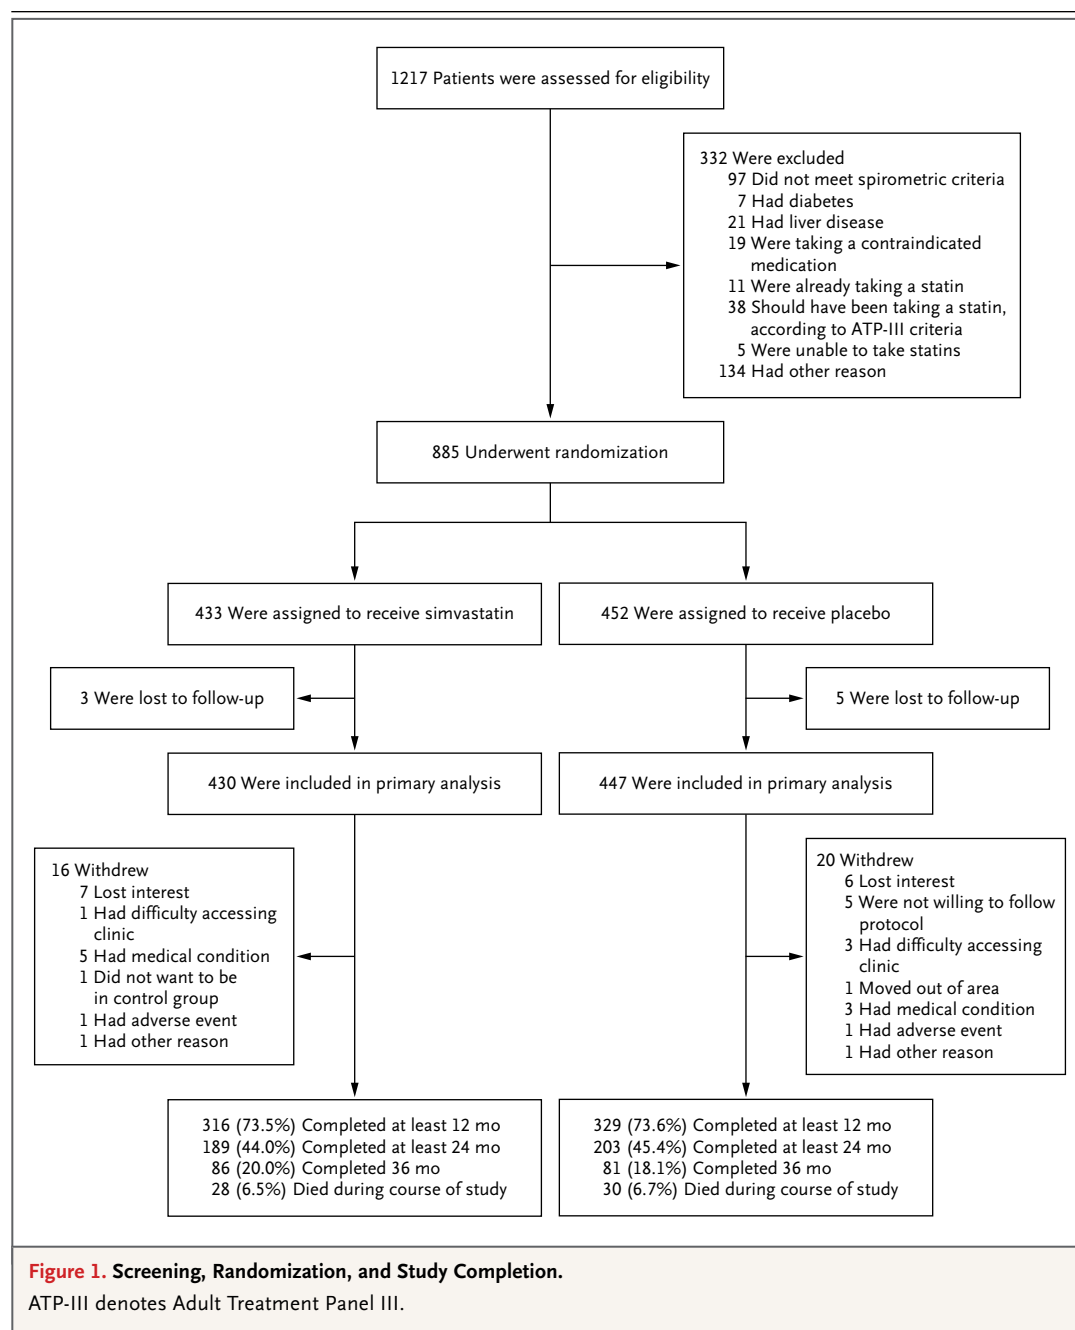 1217 Patients were assessed for eligibility
332 Were excluded
97 Did not meet spirometric criteria
7 Had diabetes
21 Had liver disease
19 Were taking a contraindicated
medication
11 Were already taking a statin
38 Should have been taking a statin,
according to ATP-III criteria
5 Were unable to take statins
134 Had other reason
885 Underwent randomization
433 Were assigned to receive simvastatin
452 Were assigned to receive placebo
3 Were lost to follow-up
5 Were lost to follow-up
430 Were included in primary analysis
447 Were included in primary analysis
16 Withdrew
7 Lost interest
1 Had difficulty accessing
clinic
5 Had medical condition
1 Did not want to be
in control group
1 Had adverse event
1 Had other reason
20 Withdrew
6 Lost interest
5 Were not willing to follow
protocol
3 Had difficulty accessing
clinic
1 Moved out of area
3 Had medical condition
1 Had adverse event
1 Had other reason
316 (73.5%) Completed at least 12 mo
189 (44.0%) Completed at least 24 mo
86 (20.0%) Completed 36 mo
28 (6.5%) Died during course of study
329 (73.6%) Completed at least 12 mo
203 (45.4%) Completed at least 24 mo
81 (18.1%) Completed 36 mo
30 (6.7%) Died during course of study
Figure 1. Screening, Randomization, and Study Completion.
ATP-III denotes Adult Treatment Panel III.